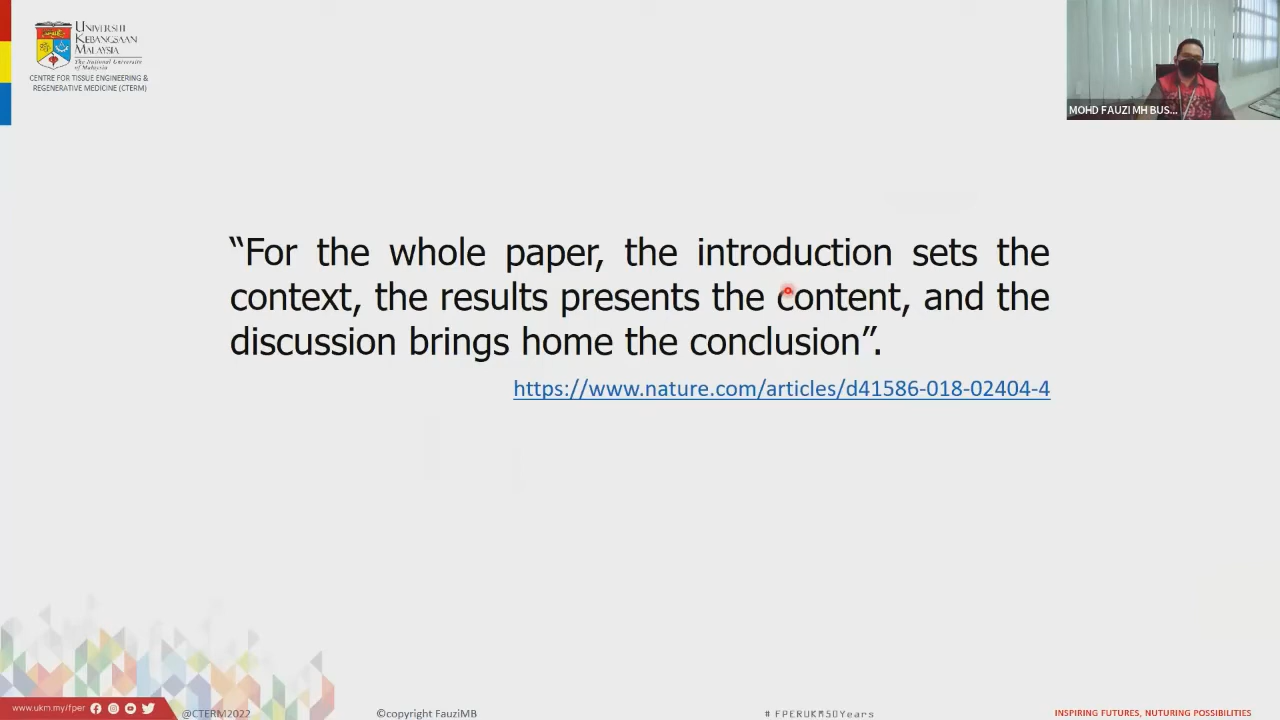 UNIVERSITI
KEBANGSAAN
MALAYSIA
The National University
of Malaysia
CENTRE FOR TISSUE ENGINEERING &
REGENERATIVE MEDICINE (CTERM)
MOHD FAUZI MH BUS...
“For the whole paper, the introduction sets the
context, the results presents the content, and the
discussion brings home the conclusion”.
https://www.nature.com/articles/d41586-018-02404-4
www.ukm.my/fper
@CTERM2022
©copyright FauziMB
#FPERUKM50Years
INSPIRING FUTURES, NUTURING POSSIBILITIES